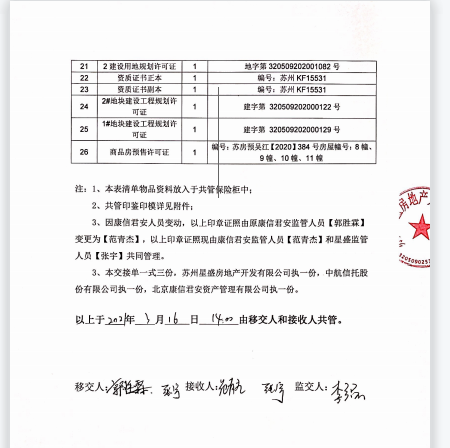 21 2 建设用地规划许可证 1 地字第 320509202001082 号
22 资质证书正本 1 编号：苏州 KF15531
23 资质证书副本 1 编号：苏州 KF15531
24 2#地块建设工程规划许可证 1 建字第 320509202000122 号
25 1#地块建设工程规划许可证 1 建字第 320509202000129 号
26 商品房预售许可证 1 编号：苏房预吴江【2020】384 号房屋幢号：8 幢、
9 幢、10 幢、11 幢
注：1、本表清单物品资料放入于共管保险柜中；
2、共管印鉴印模详见附件；
3、因康信君安人员变动，以上印章证照由原康信君安监管人员【郭胜霖】
变更为【范青杰】，以上印章证照现由康信君安监管人员【范青杰】和星盛监管
人员【张宇】共同管理。
3、本交接单一式三份，苏州星盛房地产开发有限公司执一份，中航信托股
份有限公司执一份，北京康信君安资产管理有限公司执一份。
以上于 2021年 3 月 16 日 14:00 由移交人和接收人共管。
移交人：郭胜霖 张宇 接收人： 张宇 监交人：
房地产